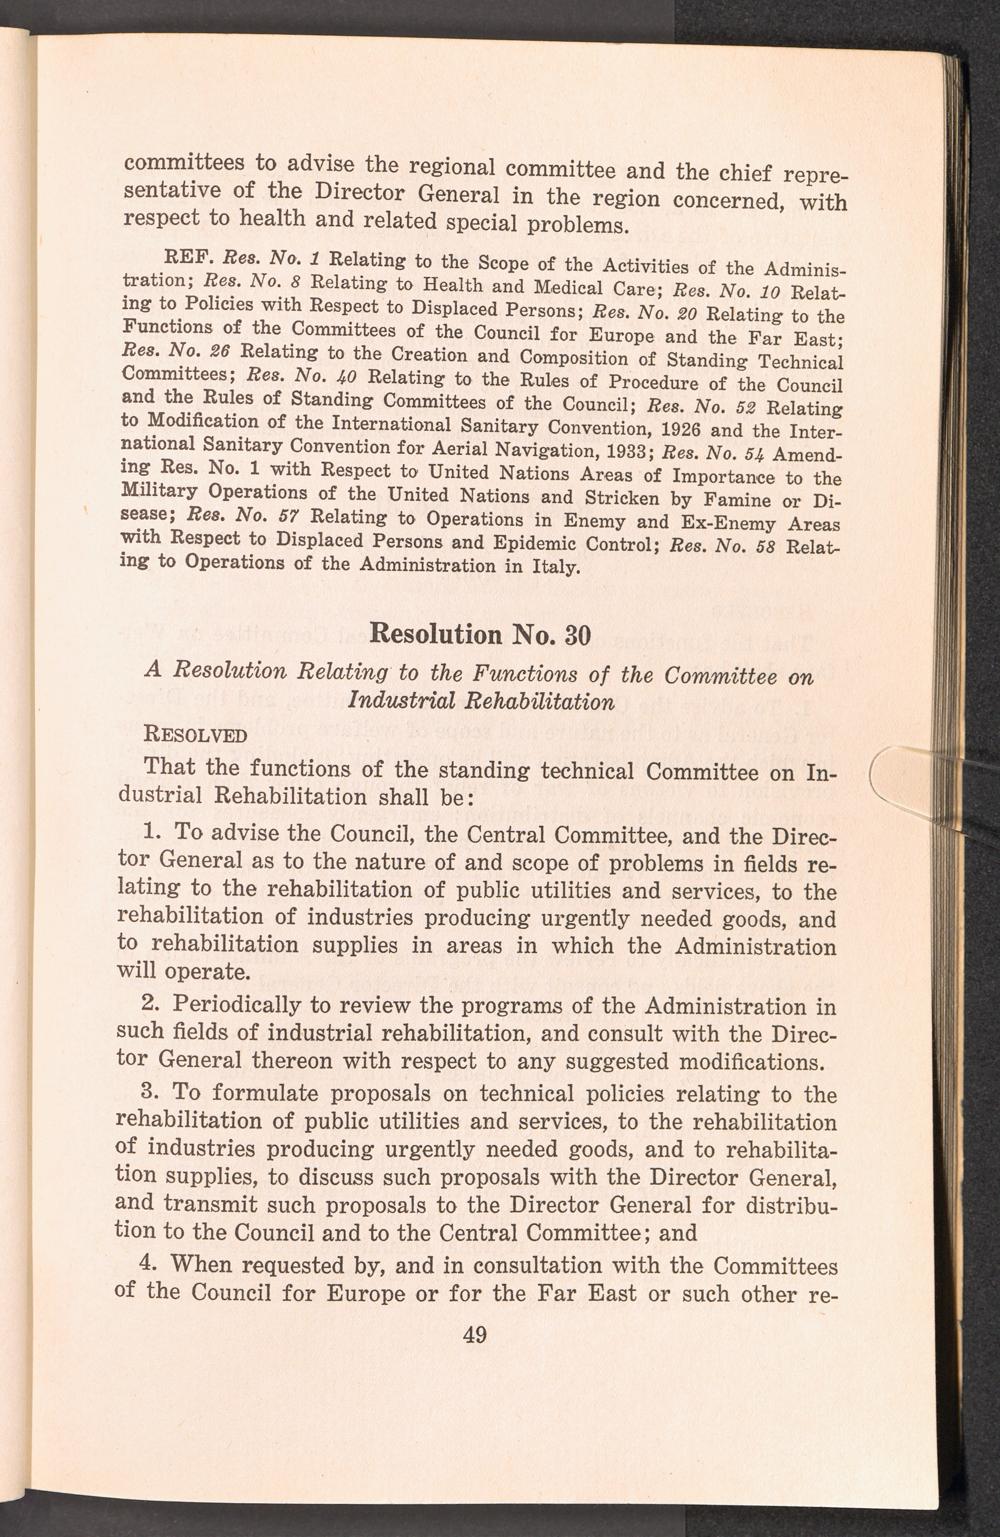 committees to advise the regional committee and the chief repre-
sentative of the Director General in the region concerned, with
respect to health and related special problems.
REF. Res. No. 1 Relating to the Scope of the Activities of the Adminis-
tration; Res. No. 8 Relating to Health and Medical Care; Res. No. 10 Relat-
ing to Policies with Respect to Displaced Persons; Res. No. 20 Relating to the
Functions of the Committees of the Council for Europe and the Far East;
Res. No. 26 Relating to the Creation and Composition of Standing Technical
Committees; Res. No. 40 Relating to the Rules of Procedure of the Council
and the Rules of Standing Committees of the Council; Res. No. 52 Relating
to Modification of the International Sanitary Convention, 1926 and the Inter-
national Sanitary Convention for Aerial Navigation, 1933; Res. No. 54 Amend-
ing Res. No. 1 with Respect to United Nations Areas of Importance to the
Military Operations of the United Nations and Stricken by Famine or Di-
sease; Res. No. 57 Relating to Operations in Enemy and Ex-Enemy Areas
with Respect to Displaced Persons and Epidemic Control; Res. No. 58 Relat-
ing to Operations of the Administration in Italy.
Resolution No. 30
A Resolution Relating to the Functions of the Committee on
Industrial Rehabilitation
RESOLVED
That the functions of the standing technical Committee on In-
dustrial Rehabilitation shall be:
1. To advise the Council, the Central Committee, and the Direc-
tor General as to the nature of and scope of problems in fields re-
lating to the rehabilitation of public utilities and services, to the
rehabilitation of industries producing urgently needed goods, and
to rehabilitation supplies in areas in which the Administration
will operate.
2. Periodically to review the programs of the Administration in
such fields of industrial rehabilitation, and consult with the Direc-
tor General thereon with respect to any suggested modifications.
3. To formulate proposals on technical policies relating to the
rehabilitation of public utilities and services, to the rehabilitation
of industries producing urgently needed goods, and to rehabilita-
tion supplies, to discuss such proposals with the Director General,
and transmit such proposals to the Director General for distribu-
tion to the Council and to the Central Committee; and
4. When requested by, and in consultation with the Committees
of the Council for Europe or for the Far East or such other re-
49